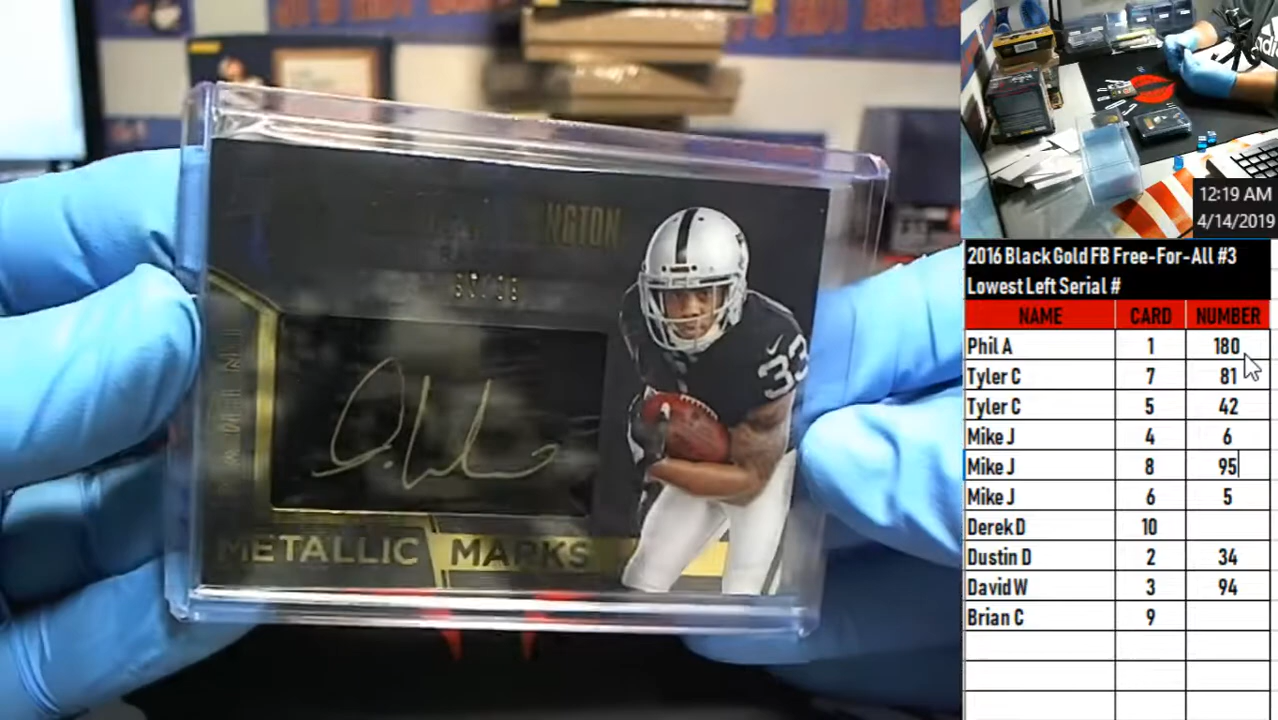 NGTON
33
METALLIC MARKS
adi
12:19 AM
4/14/2019
2016 Black Gold FB Free-For-All #3
Lowest Left Serial #
NAME CARD NUMBER
Phil A 1 180
Tyler C 7 81
Tyler C 5 42
Mike J 4 6
Mike J 8 95
Mike J 6 5
Derek D 10
Dustin D 2 34
David W 3 94
Brian C 9